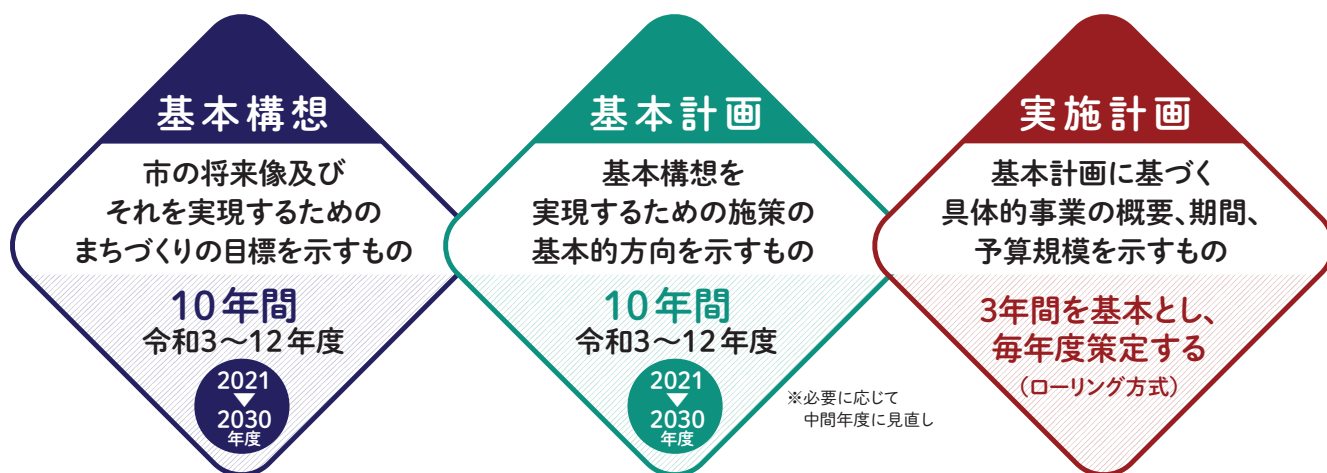 基本構想
市の将来像及び
それを実現するための
まちづくりの目標を示すもの
10年間
令和3～12年度
2021
▼
2030
年度
基本計画
基本構想を
実現するための施策の
基本的方向を示すもの
10年間
令和3～12年度
2021
▼
2030
年度
※必要に応じて
中間年度に見直し
実施計画
基本計画に基づく
具体的事業の概要、期間、
予算規模を示すもの
3年間を基本とし、
毎年度策定する
（ローリング方式）